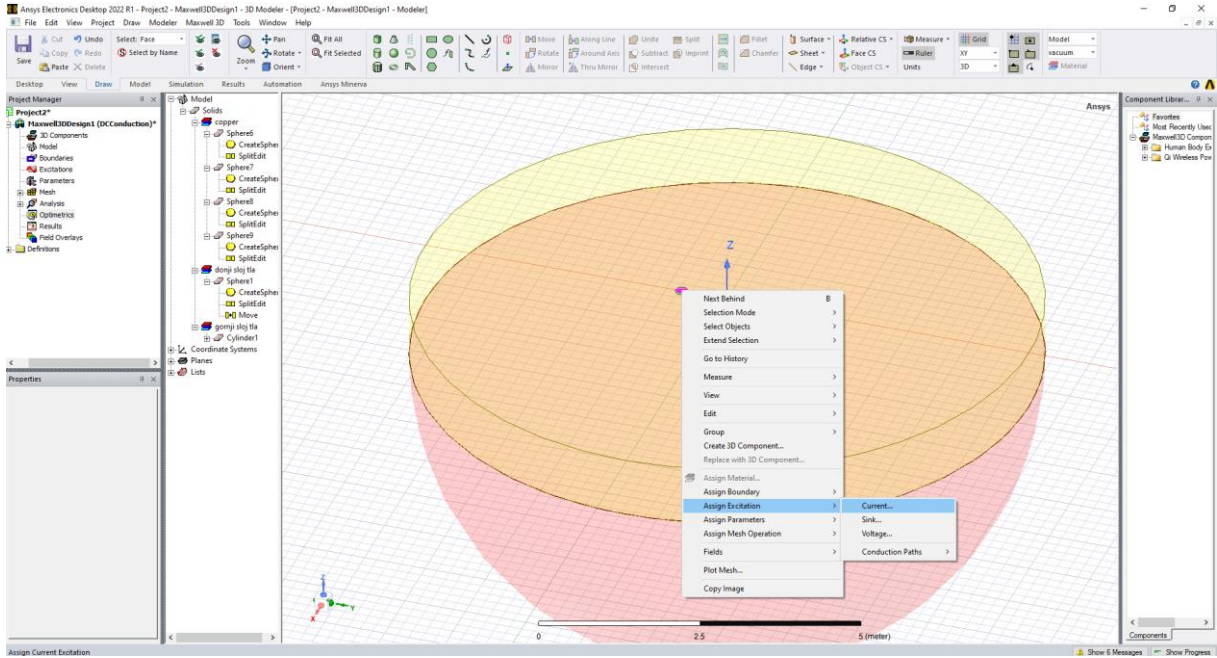 Ansys Electronics Desktop 2022 R1 - Project2 - Maxwell3DDesign1 - 3D Modeler - [Project2 - Maxwell3DDesign1 - Modeler]
File Edit View Project Draw Modeler Maxwell 3D Tools Window Help
Save
Cut Undo
Copy Redo
Paste Delete
Select: Face
Select by Name
Zoom
Pan
Rotate
Orient
Fit All
Fit Selected
Move Along Line Unite Split Fillet
Rotate Around Axis Subtract Imprint Chamfer
Mirror Thru Mirror Intersect
Surface Relative CS Measure Grid Model
Sheet Face CS Ruler XY vacuum
Edge Object CS Units 3D Material
Desktop View Draw Model Simulation Results Automation Ansys Minerva
Project Manager
Project2*
Maxwell3DDesign1 (DCConduction)*
3D Components
Model
Boundaries
Excitations
Parameters
Mesh
Analysis
Optimetrics
Results
Field Overlays
Definitions
Properties
Model
Solids
copper
Sphere6
CreateSpher
SplitEdit
Sphere7
CreateSpher
SplitEdit
Sphere8
CreateSpher
SplitEdit
Sphere9
CreateSpher
SplitEdit
donji sloj tla
Sphere1
CreateSpher
SplitEdit
Move
gornji sloj tla
Cylinder1
Coordinate Systems
Planes
Lists
Ansys
Z
Next Behind B
Selection Mode
Select Objects
Extend Selection
Go to History
Measure
View
Edit
Group
Create 3D Component...
Replace with 3D Component...
Assign Material...
Assign Boundary
Assign Excitation
Assign Parameters
Assign Mesh Operation
Fields
Plot Mesh...
Copy Image
Current...
Sink...
Voltage...
Conduction Paths
Z
Y
X
0 2.5 5 (meter)
Component Librar...
Favorites
Most Recently Used
Maxwell3D Compon
Human Body Ex
Qi Wireless Pow
Components
Assign Current Excitation
Show 6 Messages Show Progress